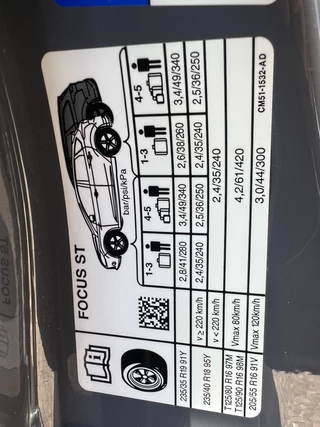 FOCUS ST
bar/psi/kPa
1-3 4-5 1-3 4-5
235/35 R19 91Y 2,8/41/280 3,4/49/340 2,6/38/260 3,4/49/340
235/40 R18 95Y v ≥ 220 km/h 2,4/35/240 2,5/36/250 2,4/35/240 2,5/36/250
v < 220 km/h 2,4/35/240
T125/80 R16 97M
T125/90 R16 98M Vmax 80km/h 4,2/61/420
205/55 R16 91V Vmax 120km/h 3,0/44/300
CM51-1532-AD